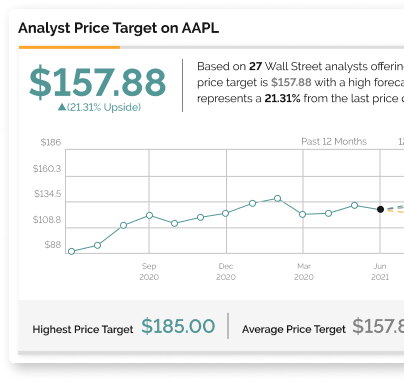 Analyst Price Target on AAPL
$157.88
▲(21.31% Upside)
Based on 27 Wall Street analysts offering
price target is $157.88 with a high foreca
represents a 21.31% from the last price
$186
Past 12 Months
$160.3
$134.5
$108.8
$88
Sep 2020
Dec 2020
Mar 2020
Jun 2021
Highest Price Target $185.00
Average Price Target $157.8